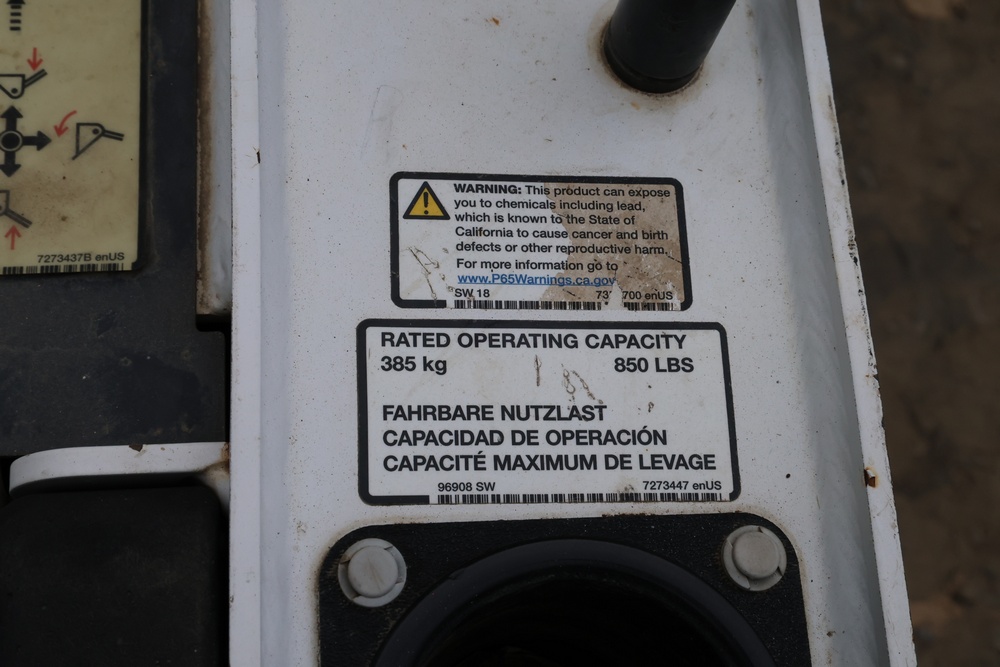 7273437B enUS
WARNING: This product can expose
you to chemicals including lead,
which is known to the State of
California to cause cancer and birth
defects or other reproductive harm.
For more information go to
www.P65Warnings.ca.gov
SW 18 700 enUS
RATED OPERATING CAPACITY
385 kg 850 LBS
FAHRBARE NUTZLAST
CAPACIDAD DE OPERACIÓN
CAPACITÉ MAXIMUM DE LEVAGE
96908 SW 7273447 enUS